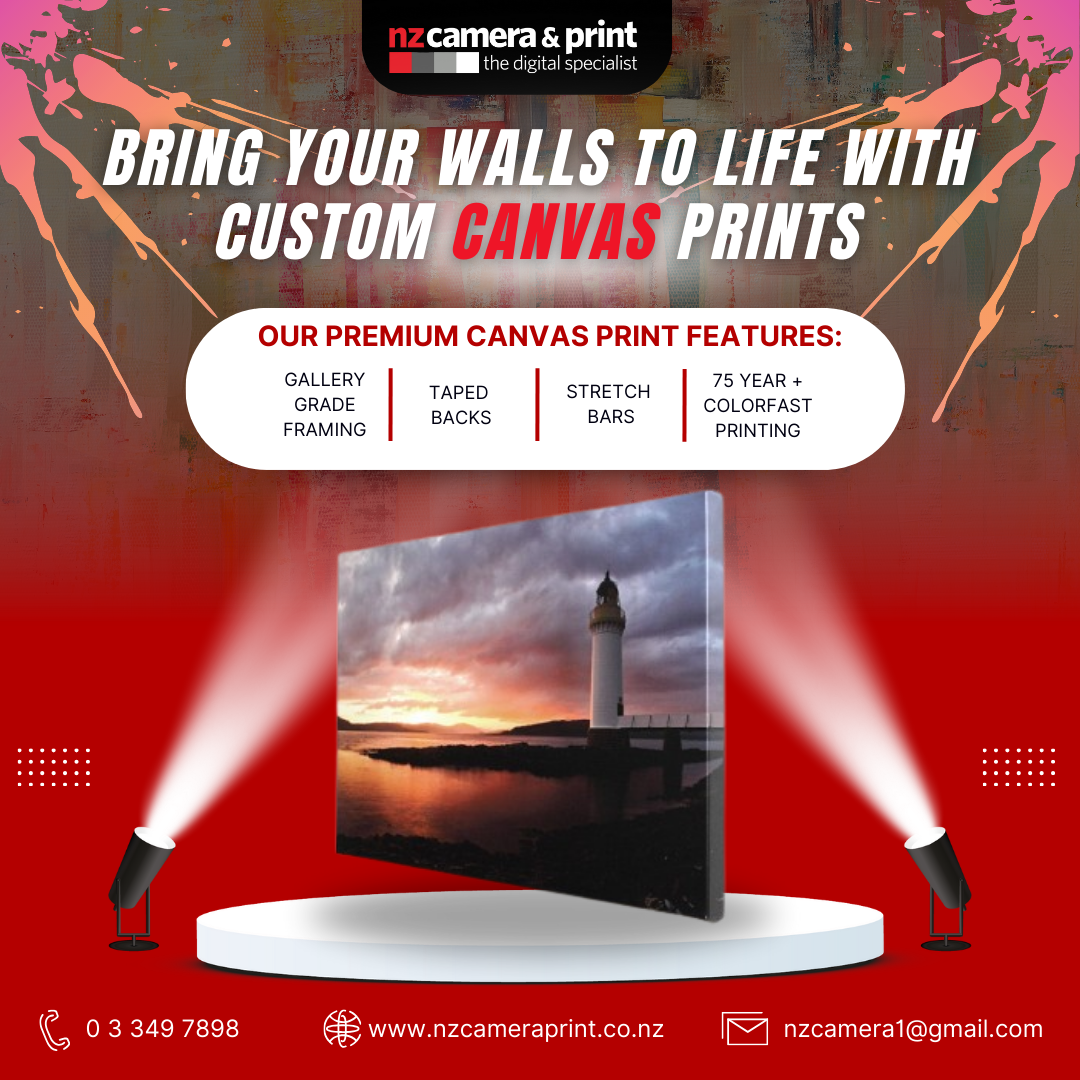 nzcamera & print
the digital specialist
BRING YOUR WALLS TO LIFE WITH
CUSTOM CANVAS PRINTS
OUR PREMIUM CANVAS PRINT FEATURES:
GALLERY
GRADE
FRAMING
TAPED
BACKS
STRETCH
BARS
75 YEAR +
COLORFAST
PRINTING
0 3 349 7898
www.nzcameraprint.co.nz
nzcamera1@gmail.com